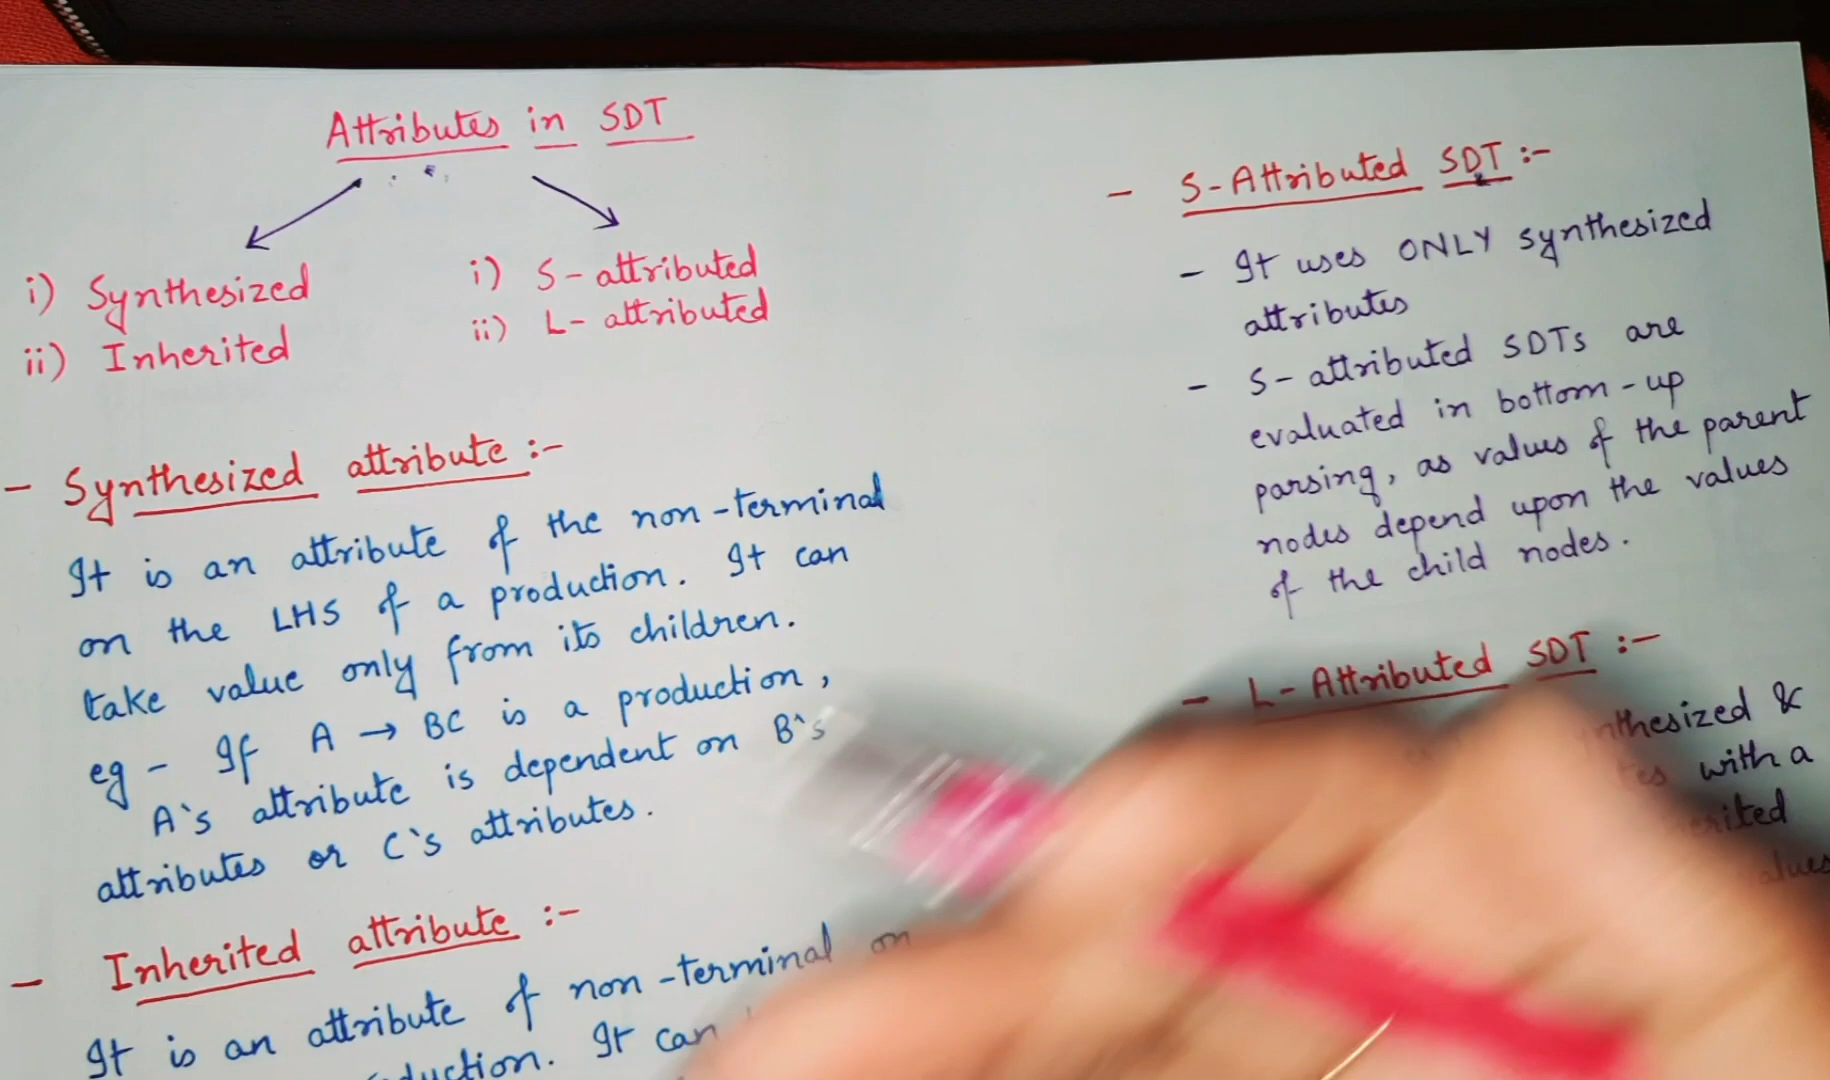 Attributes in SDT
i) Synthesized
ii) Inherited
i) S-attributed
ii) L-attributed
- Synthesized attribute :-
It is an attribute of the non-terminal
on the LHS of a production. It can
take value only from its children.
eg - If A → BC is a production,
A's attribute is dependent on B's
attributes or C's attributes.
- Inherited attribute :-
It is an attribute of non-terminal on
It can
- S-Attributed SDT :-
- It uses ONLY synthesized
attributes
- S-attributed SDTs are
evaluated in bottom-up
parsing, as values of the parent
nodes depend upon the values
of the child nodes.
- L-Attributed SDT :-
&
with a